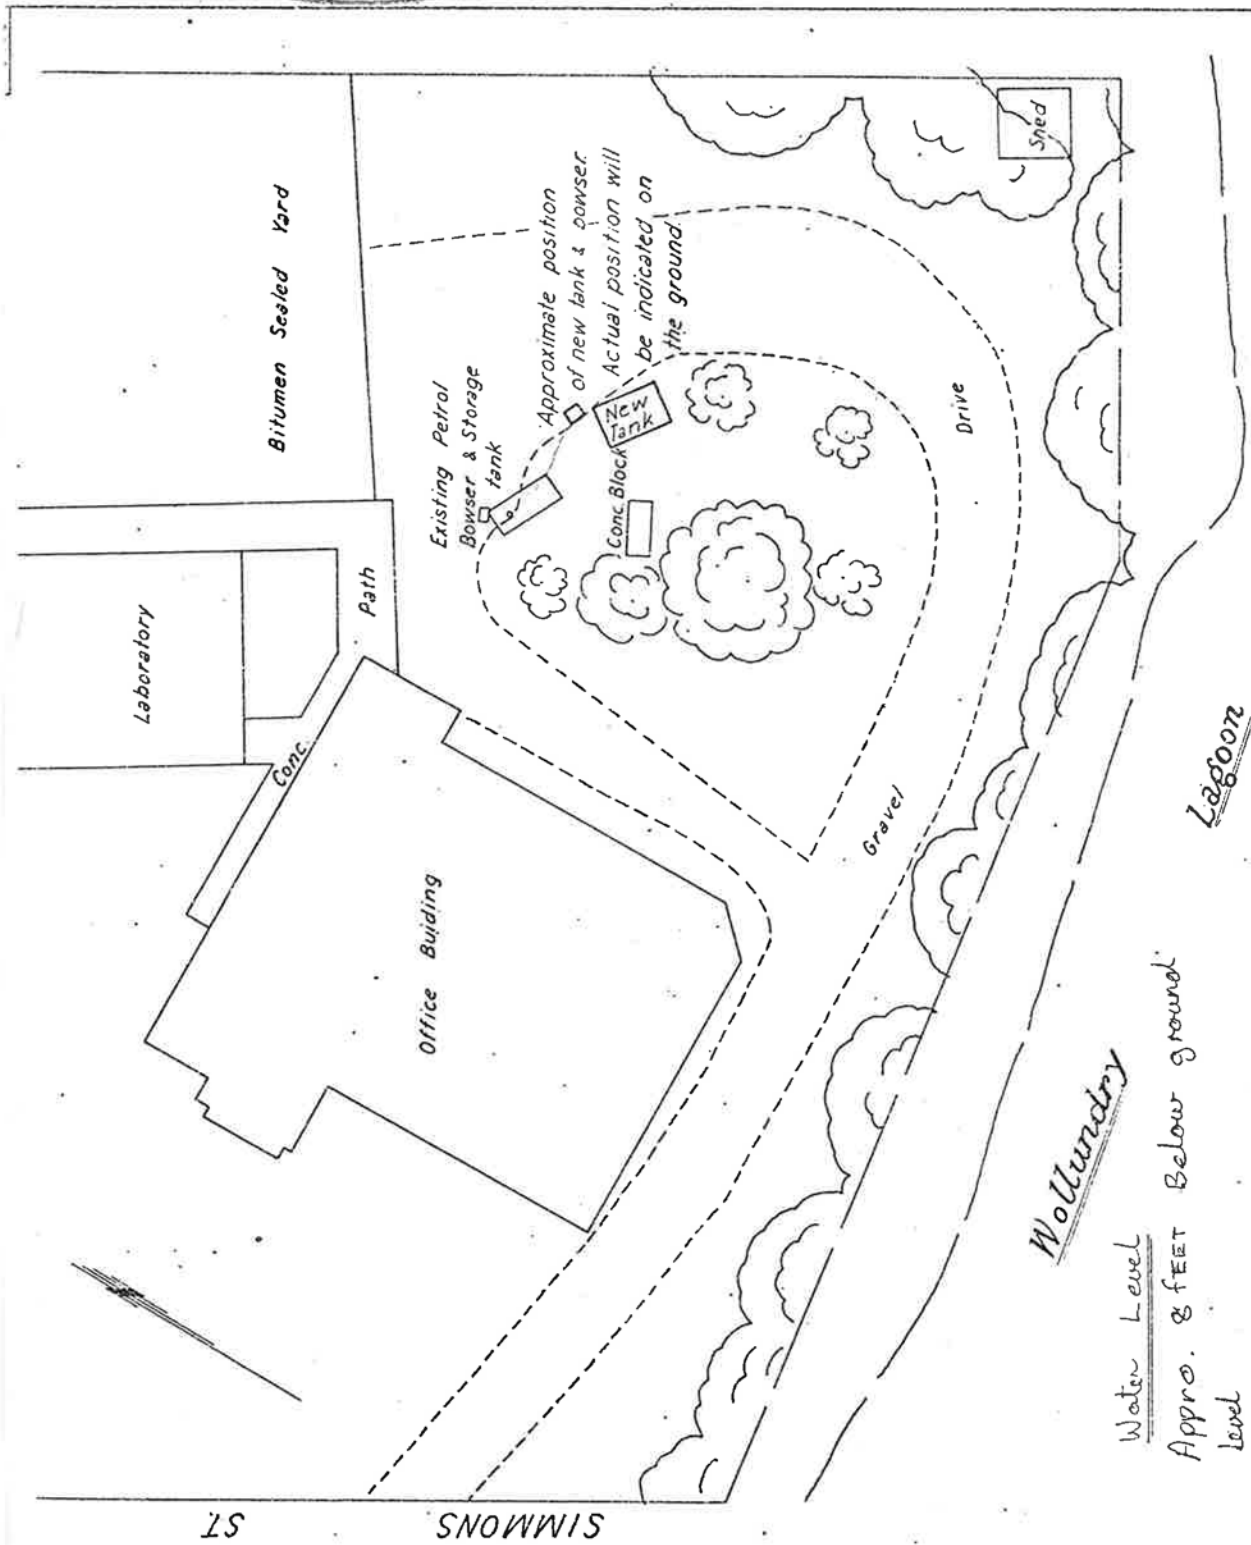 Bitumen Sealed Yard
Laboratory
Path
Conc.
Existing Petrol
Bowser & Storage
tank
Approximate position
of new tank & bowser.
Actual position will
be indicated on
the ground.
New
Tank
Conc. Block
Shed
Office Buiding
Drive
Gravel
SIMMONS ST
Wollundry Lagoon
Water Level
Appro. 8 FEET Below ground
level